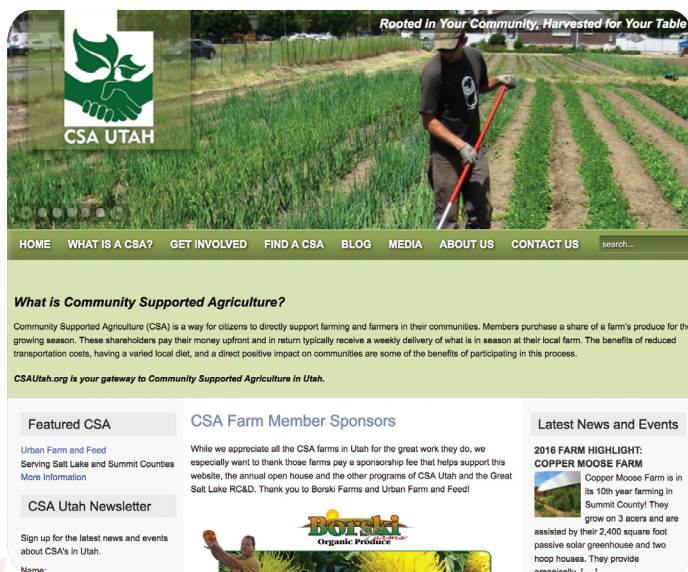 Rooted in Your Community, Harvested for Your Table
CSA UTAH
HOME WHAT IS A CSA? GET INVOLVED FIND A CSA BLOG MEDIA ABOUT US CONTACT US search...
What is Community Supported Agriculture?
Community Supported Agriculture (CSA) is a way for citizens to directly support farming and farmers in their communities. Members purchase a share of a farm's produce for the
growing season. These shareholders pay their money upfront and in return typically receive a weekly delivery of what is in season at their local farm. The benefits of reduced
transportation costs, having a varied local diet, and a direct positive impact on communities are some of the benefits of participating in this process.
CSAUtah.org is your gateway to Community Supported Agriculture in Utah.
Featured CSA
Urban Farm and Feed
Serving Salt Lake and Summit Counties
More Information
CSA Utah Newsletter
Sign up for the latest news and events
about CSA's in Utah.
Name:
CSA Farm Member Sponsors
While we appreciate all the CSA farms in Utah for the great work they do, we
especially want to thank those farms pay a sponsorship fee that helps support this
website, the annual open house and the other programs of CSA Utah and the Great
Salt Lake RC&D. Thank you to Borski Farms and Urban Farm and Feed!
Borski
Farms
Organic Produce
Latest News and Events
2016 FARM HIGHLIGHT:
COPPER MOOSE FARM
Copper Moose Farm is in
its 10th year farming in
Summit County! They
grow on 3 acers and are
assisted by their 2,400 square foot
passive solar greenhouse and two
hoop houses. They provide
organically [...]